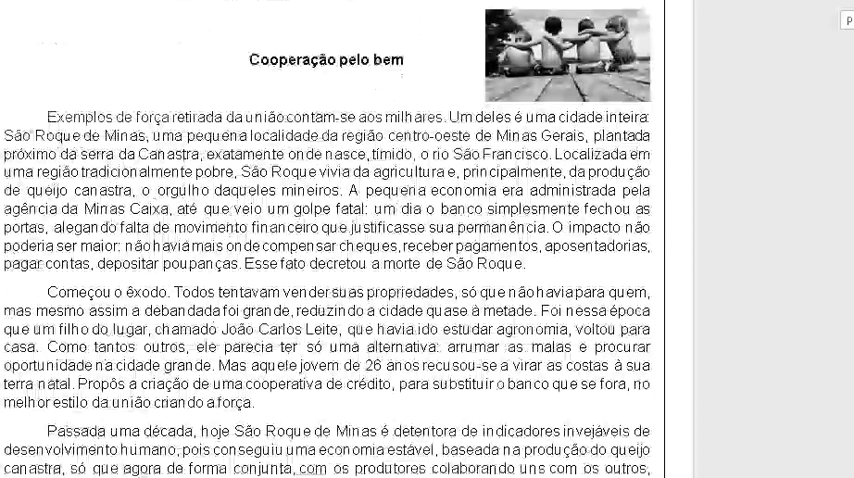 Cooperação pelo bem
Exemplos de força retirada da união contam-se aos milhares. Um deles é uma cidade inteira:
São Roque de Minas, uma pequena localidade da região centro-oeste de Minas Gerais, plantada
próximo da serra da Canastra, exatamente onde nasce, tímido, o rio São Francisco. Localizada em
uma região tradicionalmente pobre, São Roque vivia da agricultura e, principalmente, da produção
de queijo canastra, o orgulho daqueles mineiros. A pequena economia era administrada pela
agência da Minas Caixa, até que veio um golpe fatal: um dia o banco simplesmente fechou as
portas, alegando falta de movimento financeiro que justificasse sua permanência. O impacto não
poderia ser maior: não havia mais onde compensar cheques, receber pagamentos, aposentadorias,
pagar contas, depositar poupanças. Esse fato decretou a morte de São Roque.
Começou o êxodo. Todos tentavam vender suas propriedades, só que não havia para quem,
mas mesmo assim a debandada foi grande, reduzindo a cidade quase à metade. Foi nessa época
que um filho do lugar, chamado João Carlos Leite, que havia ido estudar agronomia, voltou para
casa. Como tantos outros, ele parecia ter só uma alternativa: arrumar as malas e procurar
oportunidade na cidade grande. Mas aquele jovem de 26 anos recusou-se a virar as costas à sua
terra natal. Propôs a criação de uma cooperativa de crédito, para substituir o banco que se fora, no
melhor estilo da união criando a força.
Passada uma década, hoje São Roque de Minas é detentora de indicadores invejáveis de
desenvolvimento humano, pois conseguiu uma economia estável, baseada na produção do queijo
canastra, só que agora de forma conjunta, com os produtores colaborando uns com os outros,